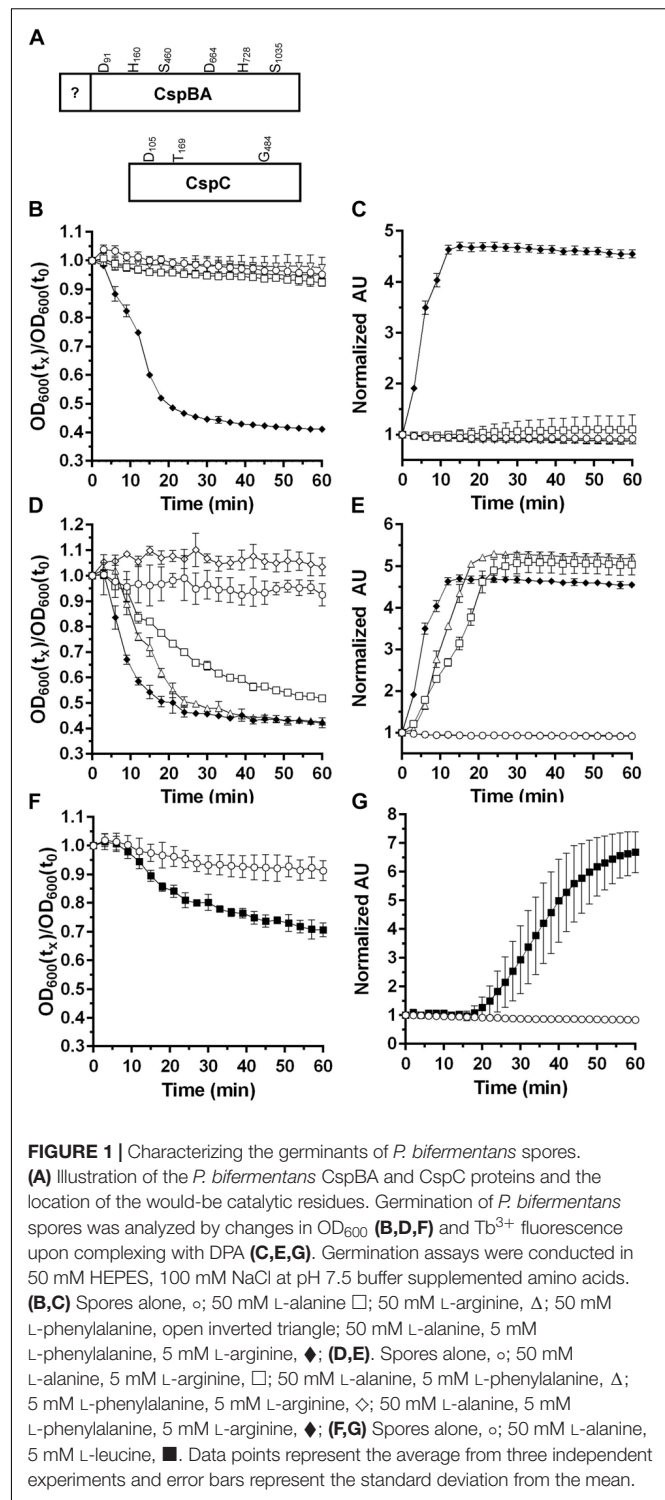 A
D91 H160 S460 D664 H728 S1035
? CspBA
D105 T169 G484
CspC
B
OD600(tx)/OD600(t0)
1.1
1.0
0.9
0.8
0.7
0.6
0.5
0.4
0.3
0 10 20 30 40 50 60
Time (min)
C
Normalized AU
5
4
3
2
1
0
0 10 20 30 40 50 60
Time (min)
D
OD600(tx)/OD600(t0)
1.2
1.1
1.0
0.9
0.8
0.7
0.6
0.5
0.4
0.3
0 10 20 30 40 50 60
Time (min)
E
Normalized AU
6
5
4
3
2
1
0
0 10 20 30 40 50 60
Time (min)
F
OD600(tx)/OD600(t0)
1.1
1.0
0.9
0.8
0.7
0.6
0.5
0.4
0.3
0 10 20 30 40 50 60
Time (min)
G
Normalized AU
8
7
6
5
4
3
2
1
0
0 10 20 30 40 50 60
Time (min)
FIGURE 1 | Characterizing the germinants of P. bifermentans spores.
(A) Illustration of the P. bifermentans CspBA and CspC proteins and the
location of the would-be catalytic residues. Germination of P. bifermentans
spores was analyzed by changes in OD600 (B,D,F) and Tb3+ fluorescence
upon complexing with DPA (C,E,G). Germination assays were conducted in
50 mM HEPES, 100 mM NaCl at pH 7.5 buffer supplemented amino acids.
(B,C) Spores alone, ○; 50 mM L-alanine □; 50 mM L-arginine, Δ; 50 mM
L-phenylalanine, open inverted triangle; 50 mM L-alanine, 5 mM
L-phenylalanine, 5 mM L-arginine, ♦; (D,E). Spores alone, ○; 50 mM
L-alanine, 5 mM L-arginine, □; 50 mM L-alanine, 5 mM L-phenylalanine, Δ;
5 mM L-phenylalanine, 5 mM L-arginine, ◇; 50 mM L-alanine, 5 mM
L-phenylalanine, 5 mM L-arginine, ♦; (F,G) Spores alone, ○; 50 mM L-alanine,
5 mM L-leucine, ■. Data points represent the average from three independent
experiments and error bars represent the standard deviation from the mean.